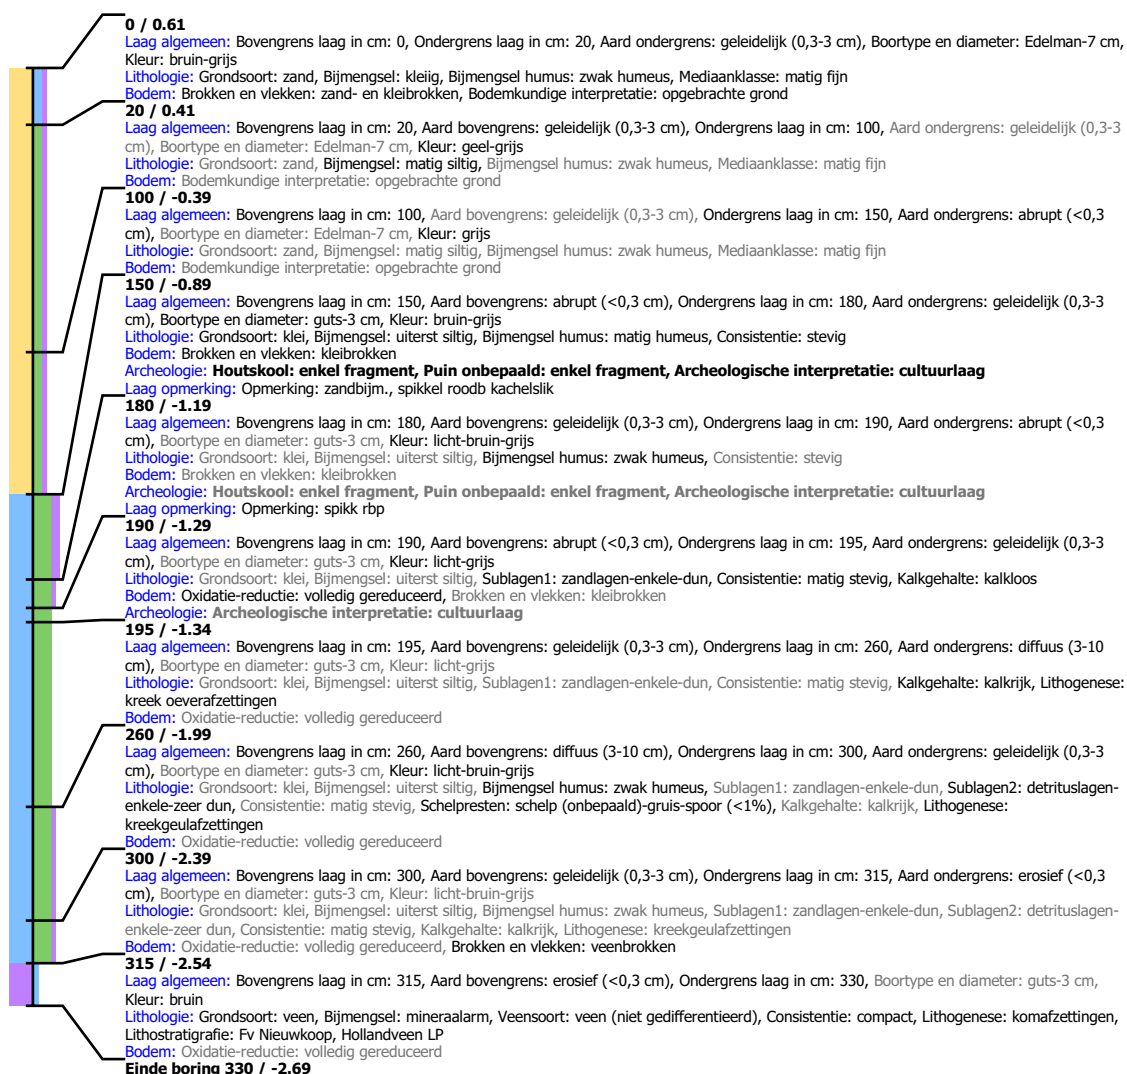 0 / 0.61
Laag algemeen: Bovengrens laag in cm: 0, Ondergrens laag in cm: 20, Aard ondergrens: geleidelijk (0,3-3 cm), Boortype en diameter: Edelman-7 cm,
Kleur: bruin-grijs
Lithologie: Grondsoort: zand, Bijmengsel: kleiig, Bijmengsel humus: zwak humeus, Mediaanklasse: matig fijn
Bodem: Brokken en vlekken: zand- en kleibrokken, Bodemkundige interpretatie: opgebrachte grond
20 / 0.41
Laag algemeen: Bovengrens laag in cm: 20, Aard bovengrens: geleidelijk (0,3-3 cm), Ondergrens laag in cm: 100, Aard ondergrens: geleidelijk (0,3-3
cm), Boortype en diameter: Edelman-7 cm, Kleur: geel-grijs
Lithologie: Grondsoort: zand, Bijmengsel: matig siltig, Bijmengsel humus: zwak humeus, Mediaanklasse: matig fijn
Bodem: Bodemkundige interpretatie: opgebrachte grond
100 / -0.39
Laag algemeen: Bovengrens laag in cm: 100, Aard bovengrens: geleidelijk (0,3-3 cm), Ondergrens laag in cm: 150, Aard ondergrens: abrupt (<0,3
cm), Boortype en diameter: Edelman-7 cm, Kleur: grijs
Lithologie: Grondsoort: zand, Bijmengsel: matig siltig, Bijmengsel humus: zwak humeus, Mediaanklasse: matig fijn
Bodem: Bodemkundige interpretatie: opgebrachte grond
150 / -0.89
Laag algemeen: Bovengrens laag in cm: 150, Aard bovengrens: abrupt (<0,3 cm), Ondergrens laag in cm: 180, Aard ondergrens: geleidelijk (0,3-3
cm), Boortype en diameter: guts-3 cm, Kleur: bruin-grijs
Lithologie: Grondsoort: klei, Bijmengsel: uiterst siltig, Bijmengsel humus: matig humeus, Consistentie: stevig
Bodem: Brokken en vlekken: kleibrokken
Archeologie: Houtskool: enkel fragment, Puin onbepaald: enkel fragment, Archeologische interpretatie: cultuurlaag
Laag opmerking: Opmerking: zandbijm., spikkel roodb kachelslik
180 / -1.19
Laag algemeen: Bovengrens laag in cm: 180, Aard bovengrens: geleidelijk (0,3-3 cm), Ondergrens laag in cm: 190, Aard ondergrens: abrupt (<0,3
cm), Boortype en diameter: guts-3 cm, Kleur: licht-bruin-grijs
Lithologie: Grondsoort: klei, Bijmengsel: uiterst siltig, Bijmengsel humus: zwak humeus, Consistentie: stevig
Bodem: Brokken en vlekken: kleibrokken
Archeologie: Houtskool: enkel fragment, Puin onbepaald: enkel fragment, Archeologische interpretatie: cultuurlaag
Laag opmerking: Opmerking: spikk rbp
190 / -1.29
Laag algemeen: Bovengrens laag in cm: 190, Aard bovengrens: abrupt (<0,3 cm), Ondergrens laag in cm: 195, Aard ondergrens: geleidelijk (0,3-3
cm), Boortype en diameter: guts-3 cm, Kleur: licht-grijs
Lithologie: Grondsoort: klei, Bijmengsel: uiterst siltig, Sublagen1: zandlagen-enkele-dun, Consistentie: matig stevig, Kalkgehalte: kalkloos
Bodem: Oxidatie-reductie: volledig gereduceerd, Brokken en vlekken: kleibrokken
Archeologie: Archeologische interpretatie: cultuurlaag
195 / -1.34
Laag algemeen: Bovengrens laag in cm: 195, Aard bovengrens: geleidelijk (0,3-3 cm), Ondergrens laag in cm: 260, Aard ondergrens: diffuus (3-10
cm), Boortype en diameter: guts-3 cm, Kleur: licht-grijs
Lithologie: Grondsoort: klei, Bijmengsel: uiterst siltig, Sublagen1: zandlagen-enkele-dun, Consistentie: matig stevig, Kalkgehalte: kalkrijk, Lithogenese:
kreek oeverafzettingen
Bodem: Oxidatie-reductie: volledig gereduceerd
260 / -1.99
Laag algemeen: Bovengrens laag in cm: 260, Aard bovengrens: diffuus (3-10 cm), Ondergrens laag in cm: 300, Aard ondergrens: geleidelijk (0,3-3
cm), Boortype en diameter: guts-3 cm, Kleur: licht-bruin-grijs
Lithologie: Grondsoort: klei, Bijmengsel: uiterst siltig, Bijmengsel humus: zwak humeus, Sublagen1: zandlagen-enkele-dun, Sublagen2: detrituslagen-
enkele-zeer dun, Consistentie: matig stevig, Schelpresten: schelp (onbepaald)-gruis-spoor (<1%), Kalkgehalte: kalkrijk, Lithogenese:
kreekgeulafzettingen
Bodem: Oxidatie-reductie: volledig gereduceerd
300 / -2.39
Laag algemeen: Bovengrens laag in cm: 300, Aard bovengrens: geleidelijk (0,3-3 cm), Ondergrens laag in cm: 315, Aard ondergrens: erosief (<0,3
cm), Boortype en diameter: guts-3 cm, Kleur: licht-bruin-grijs
Lithologie: Grondsoort: klei, Bijmengsel: uiterst siltig, Bijmengsel humus: zwak humeus, Sublagen1: zandlagen-enkele-dun, Sublagen2: detrituslagen-
enkele-zeer dun, Consistentie: matig stevig, Kalkgehalte: kalkrijk, Lithogenese: kreekgeulafzettingen
Bodem: Oxidatie-reductie: volledig gereduceerd, Brokken en vlekken: veenbrokken
315 / -2.54
Laag algemeen: Bovengrens laag in cm: 315, Aard bovengrens: erosief (<0,3 cm), Ondergrens laag in cm: 330, Boortype en diameter: guts-3 cm,
Kleur: bruin
Lithologie: Grondsoort: veen, Bijmengsel: mineraalarm, Veensoort: veen (niet gedifferentieerd), Consistentie: compact, Lithogenese: komafzettingen,
Lithostratigrafie: Fv Nieuwkoop, Hollandveen LP
Bodem: Oxidatie-reductie: volledig gereduceerd
Einde boring 330 / -2.69